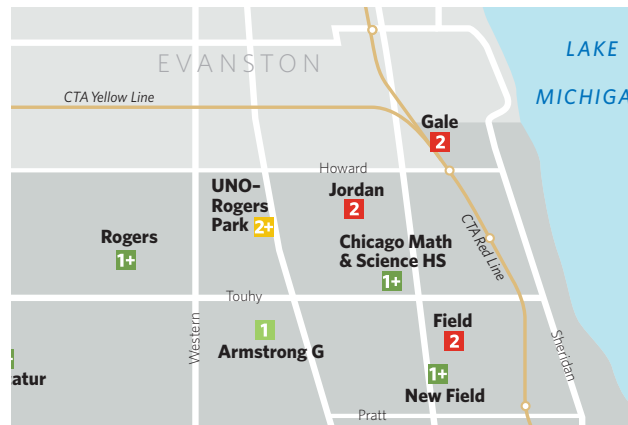 LAKE
EVANSTON
CTA Yellow Line
MICHIGA
Gale
2
Howard
UNO–
Rogers
Park 2+
Jordan
2
Rogers
1+
Chicago Math
& Science HS
1+
CTA Red Line
Touhy
Western
1
Armstrong G
Field
2
Sheridan
atur
1+
New Field
Pratt